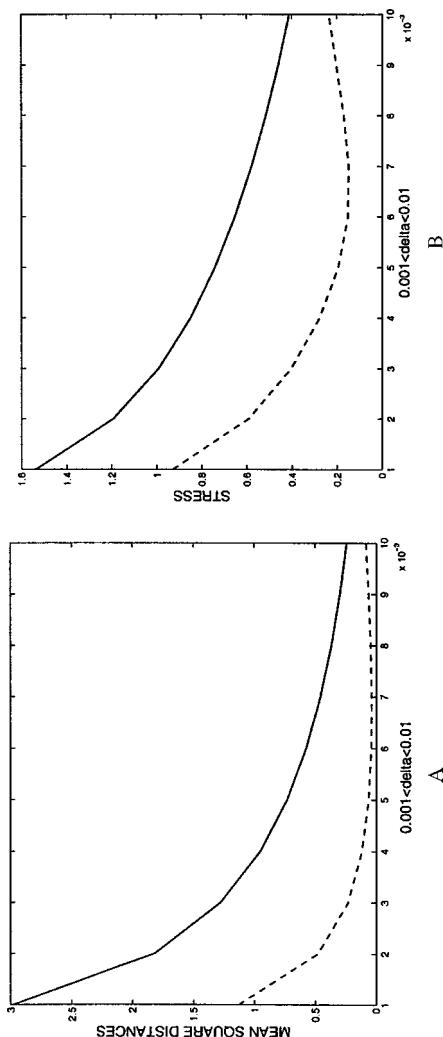 MEAN SQUARE DISTANCES
3
2.5
2
1.5
1
0.5
0
1 2 3 4 5 6 7 8 9 10
x 10⁻³
0.001<delta<0.01
A
STRESS
1.6
1.4
1.2
1
0.8
0.6
0.4
0.2
0
1 2 3 4 5 6 7 8 9 10
x 10⁻³
0.001<delta<0.01
B